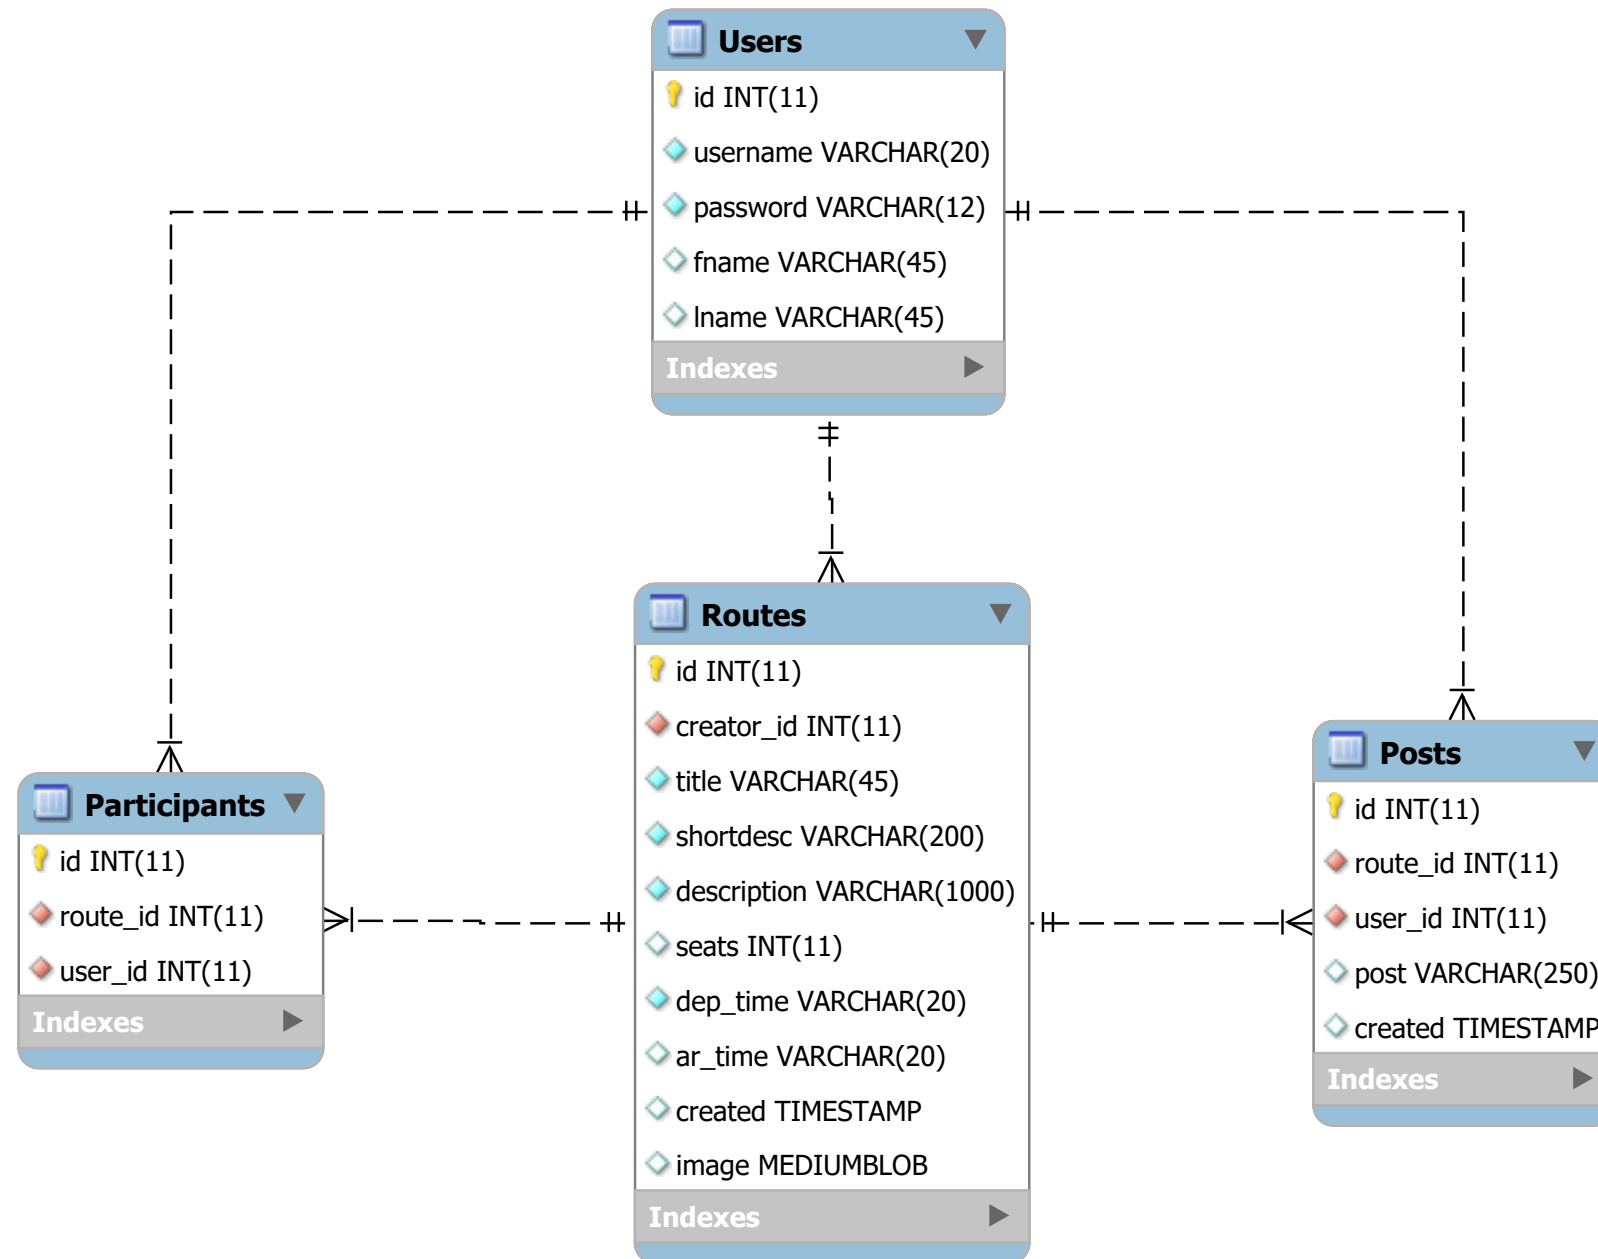 Users
id INT(11)
username VARCHAR(20)
password VARCHAR(12)
fname VARCHAR(45)
lname VARCHAR(45)
Indexes
Routes
id INT(11)
creator_id INT(11)
title VARCHAR(45)
shortdesc VARCHAR(200)
description VARCHAR(1000)
seats INT(11)
dep_time VARCHAR(20)
ar_time VARCHAR(20)
created TIMESTAMP
image MEDIUMBLOB
Indexes
Participants
id INT(11)
route_id INT(11)
user_id INT(11)
Indexes
Posts
id INT(11)
route_id INT(11)
user_id INT(11)
post VARCHAR(250)
created TIMESTAMP
Indexes